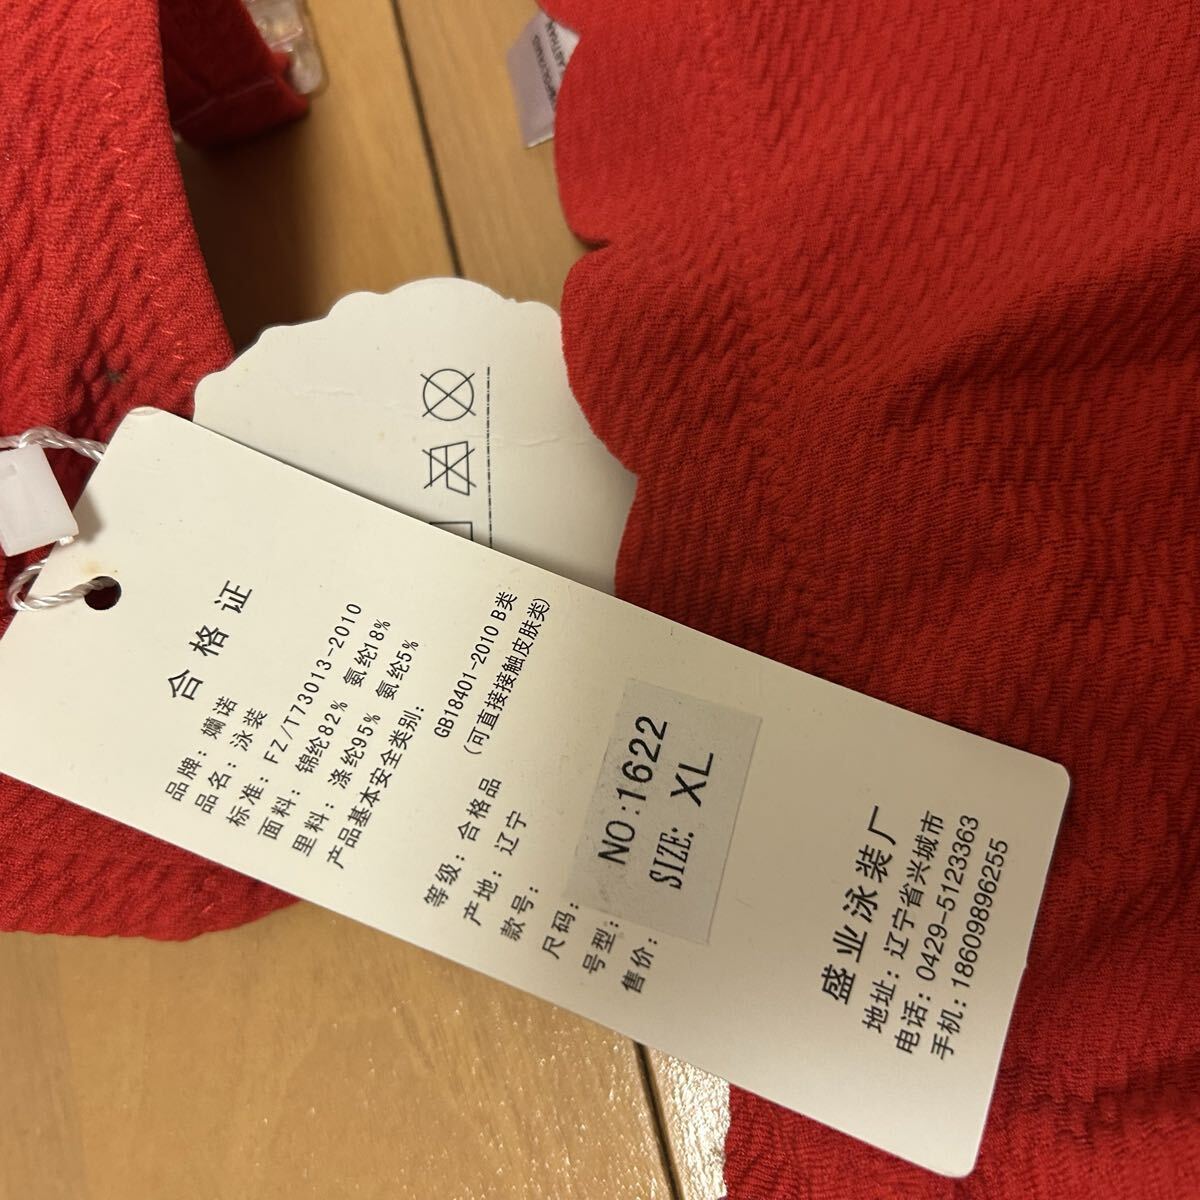 合格证
品牌：斓诺
品名：泳装
标准：FZ/T73013-2010
面料：锦纶82% 氨纶18%
里料：涤纶95% 氨纶5%
产品基本安全类别：
GB18401-2010 B类
(可直接接触皮肤类)
等级：合格品
产地：辽宁
款号：
尺码：
号型：
售价：
NO:1622
SIZE: XL
盛业泳装厂
地址：辽宁省兴城市
电话：0429-5123363
手机：18609896255